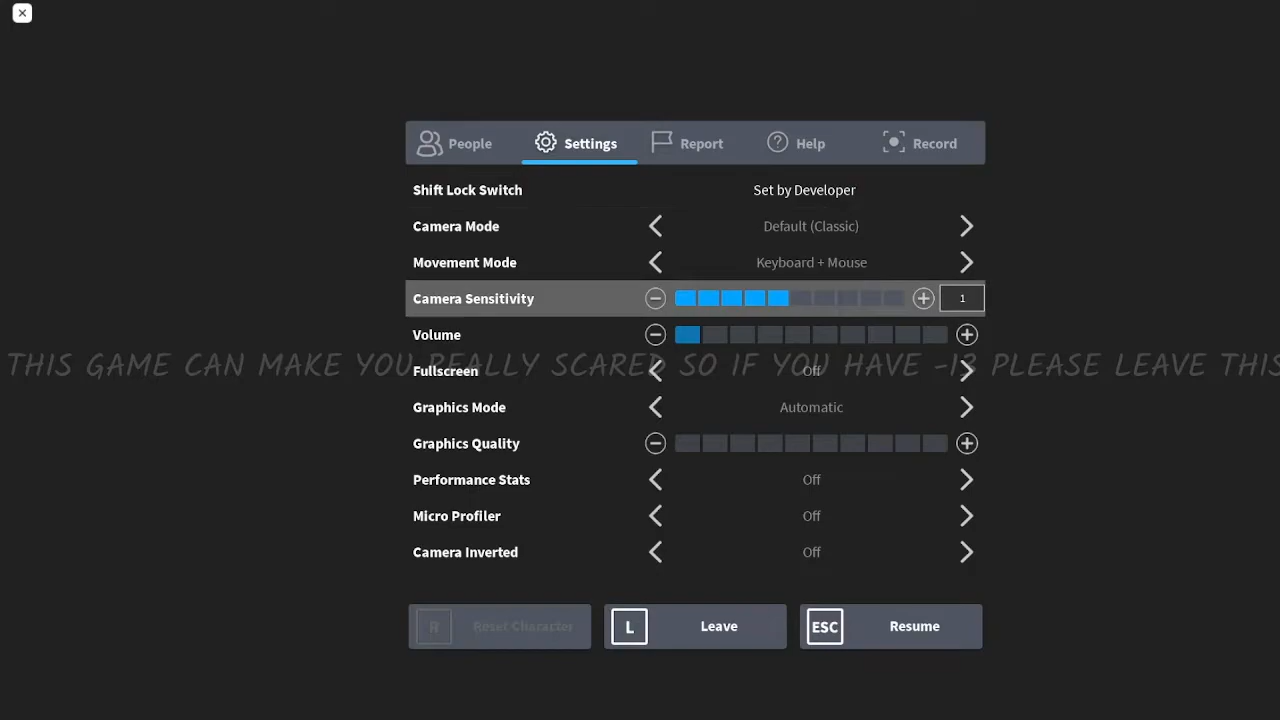 People Settings Report Help Record
Shift Lock Switch Set by Developer
Camera Mode Default (Classic)
Movement Mode Keyboard + Mouse
Camera Sensitivity 1
Volume
THIS GAME CAN MAKE YOU REALLY SCARED SO IF YOU HAVE -13 PLEASE LEAVE THIS
Fullscreen Off
Graphics Mode Automatic
Graphics Quality
Performance Stats Off
Micro Profiler Off
Camera Inverted Off
R Reset Character L Leave ESC Resume